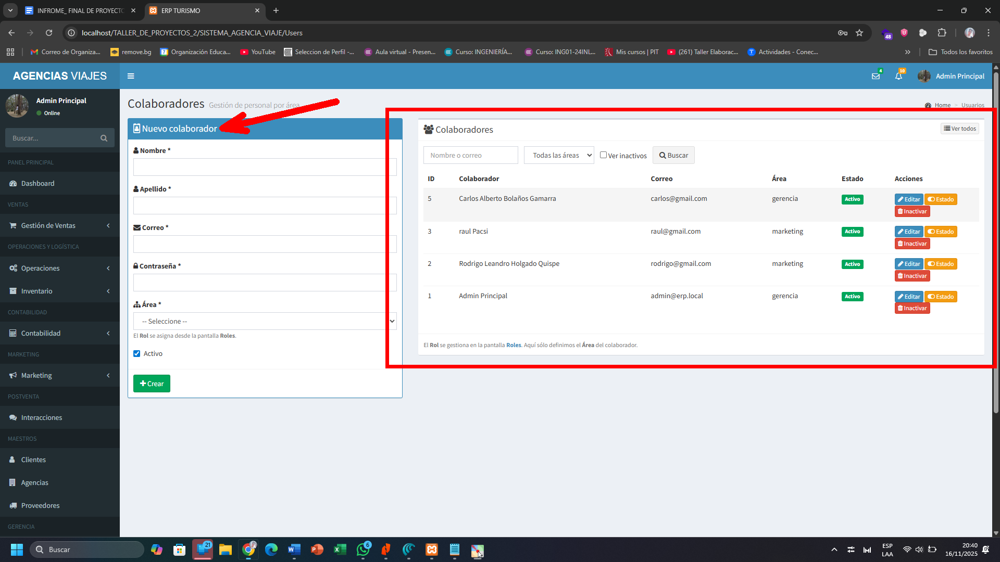 INFROME_ FINAL DE PROYECTO
ERP TURISMO
localhost/TALLER_DE_PROYECTOS_2/SISTEMA_AGENCIA_VIAJE/Users
48
Correo de Organiza...
remove.bg
Organización Educa...
YouTube
Seleccion de Perfil -...
Aula virtual - Presen...
Curso: INGENIERÍA...
Curso: ING01-24INL...
Mis cursos | PIT
(261) Taller Elaborac...
Actividades - Conec...
Todos los favoritos
AGENCIAS VIAJES
4
10
Admin Principal
Admin Principal
Online
Buscar...
PANEL PRINCIPAL
Dashboard
VENTAS
Gestión de Ventas
OPERACIONES Y LOGÍSTICA
Operaciones
Inventario
CONTABILIDAD
Contabilidad
MARKETING
Marketing
POSTVENTA
Interacciones
MAESTROS
Clientes
Agencias
Proveedores
GERENCIA
Colaboradores Gestión de personal por área
Home > Usuarios
Nuevo colaborador
Nombre *
Apellido *
Correo *
Contraseña *
Área *
-- Seleccione --
El Rol se asigna desde la pantalla Roles.
Activo
Crear
Colaboradores
Ver todos
Nombre o correo
Todas las áreas
Ver inactivos
Buscar
ID Colaborador Correo Área Estado Acciones
5 Carlos Alberto Bolaños Gamarra carlos@gmail.com gerencia Activo Editar Estado
Inactivar
3 raul Pacsi raul@gmail.com marketing Activo Editar Estado
Inactivar
2 Rodrigo Leandro Holgado Quispe rodrigo@gmail.com marketing Activo Editar Estado
Inactivar
1 Admin Principal admin@erp.local gerencia Activo Editar Estado
Inactivar
El Rol se gestiona en la pantalla Roles. Aquí sólo definimos el Área del colaborador.
Buscar
21
6
ESP
LAA
20:40
16/11/2025